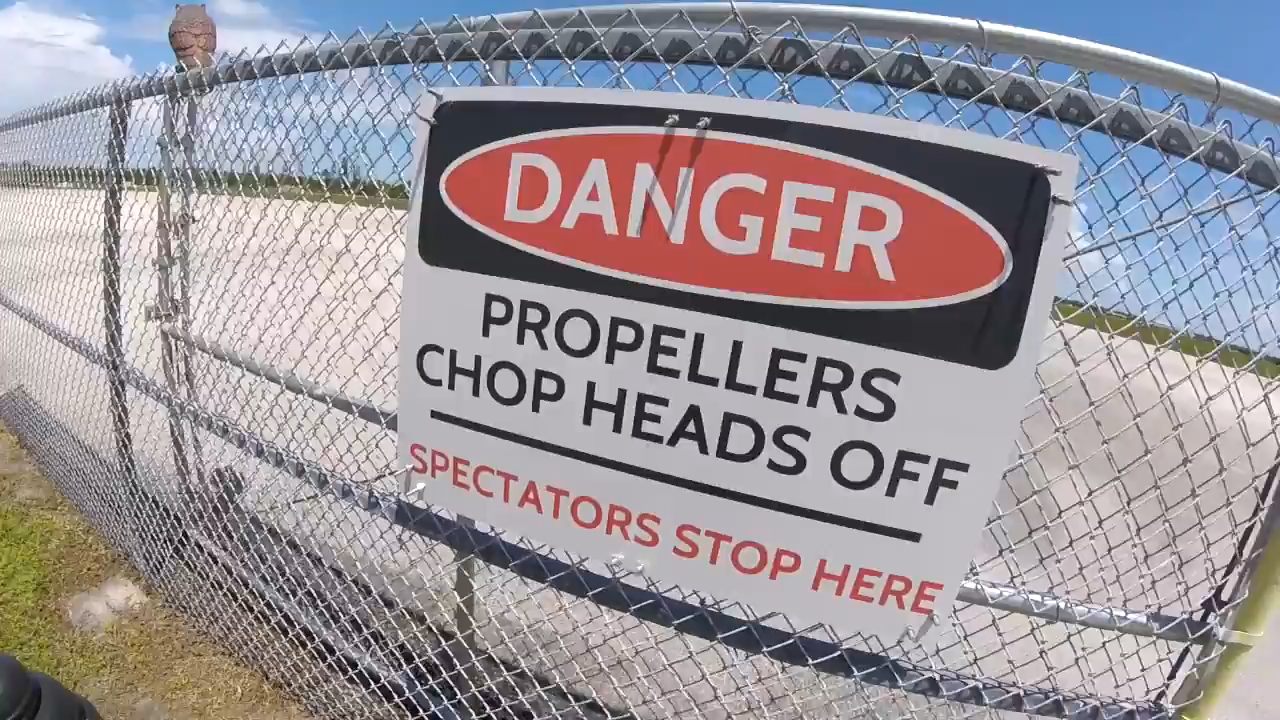 DANGER
PROPELLERS
CHOP HEADS OFF
SPECTATORS STOP HERE